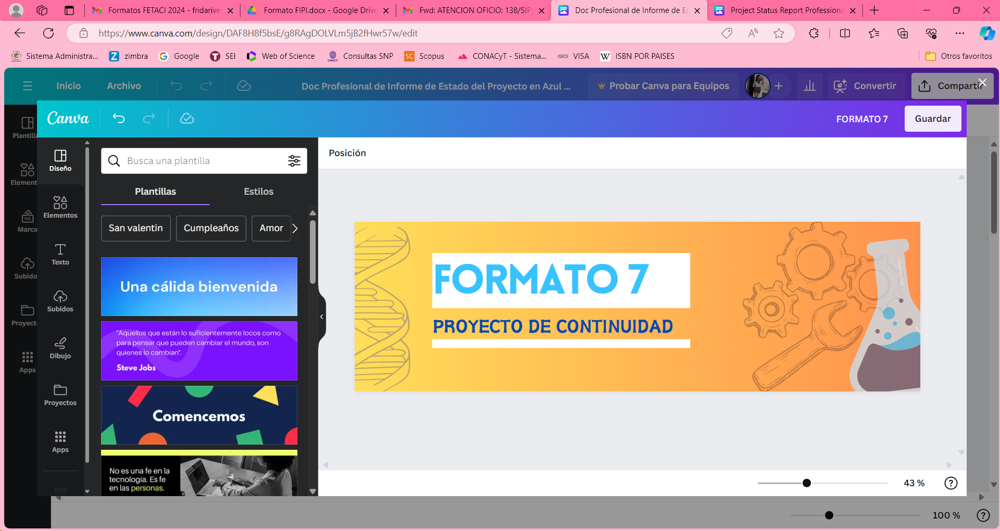 Formatos FETACI 2024 - fridarive
Formato FIPI.docx - Google Drive
Fwd: ATENCION OFICIO: 138/SIP
Doc Profesional de Informe de Es
Project Status Report Professiona
https://www.canva.com/design/DAF8H8f5bsE/g8RAgDOLVLm5jB2fHwr57w/edit
Sistema Administra...
zimbra
Google
SEI
Web of Science
Consultas SNP
Scopus
CONACyT - Sistema...
VISA
ISBN POR PAISES
Otros favoritos
Inicio
Archivo
Doc Profesional de Informe de Estado del Proyecto en Azul ...
Probar Canva para Equipos
Convertir
Compartir
Canva
FORMATO 7
Guardar
Plantilla
Element
Marca
Subido
Proyect
Apps
Diseño
Elementos
Texto
Subidos
Dibujo
Proyectos
Apps
Busca una plantilla
Plantillas
Estilos
San valentin
Cumpleaños
Amor
Una cálida bienvenida
"Aquellos que están lo suficientemente locos como
para pensar que pueden cambiar el mundo, son
quienes lo cambian".
Steve Jobs
Comencemos
No es una fe en la
tecnología. Es fe
en las personas.
Posición
FORMATO 7
PROYECTO DE CONTINUIDAD
43 %
100 %